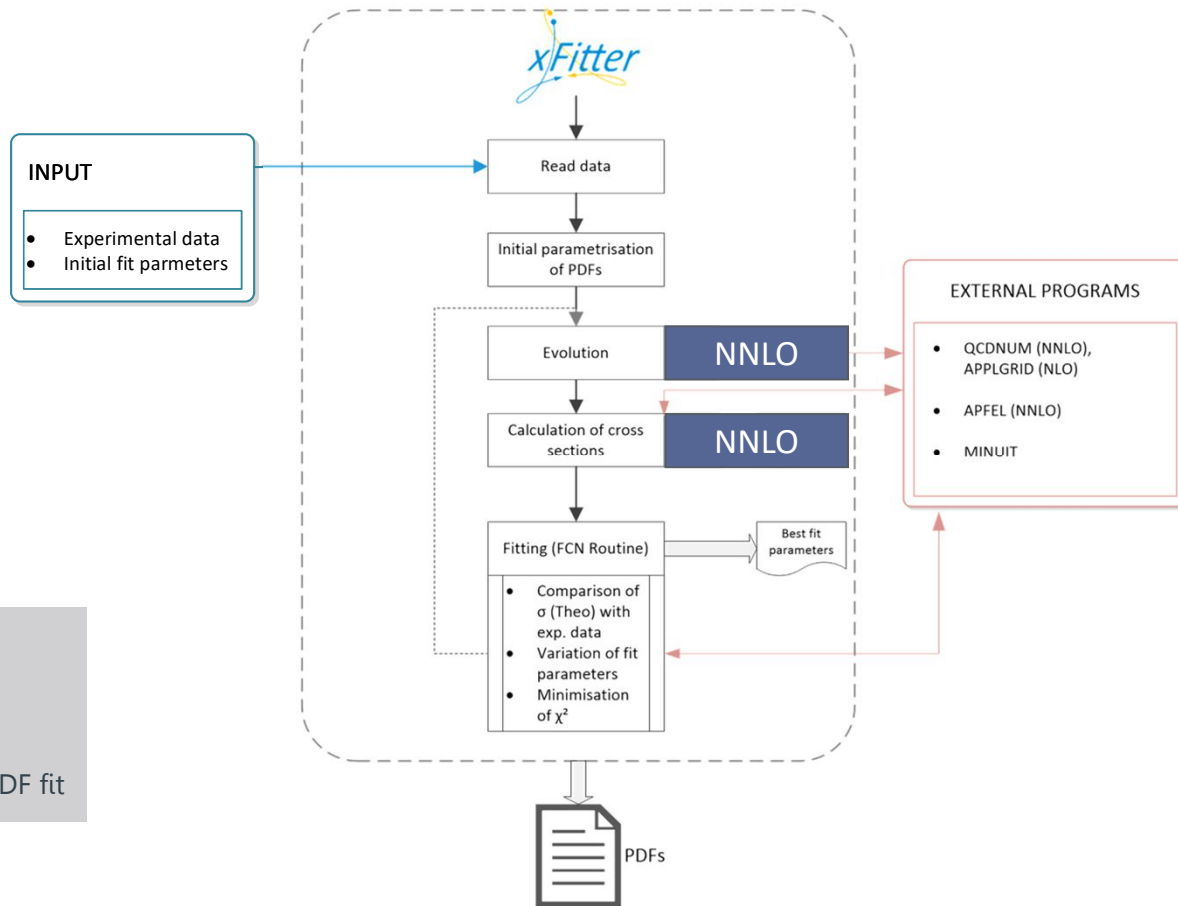 xFitter
INPUT
• Experimental data
• Initial fit parmeters
Read data
Initial parametrisation
of PDFs
Evolution
NNLO
Calculation of cross
sections
NNLO
EXTERNAL PROGRAMS
• QCDNUM (NNLO),
APPLGRID (NLO)
• APFEL (NNLO)
• MINUIT
Fitting (FCN Routine)
Best fit
parameters
• Comparison of
σ (Theo) with
exp. data
• Variation of fit
parameters
• Minimisation
of χ²
DF fit
PDFs